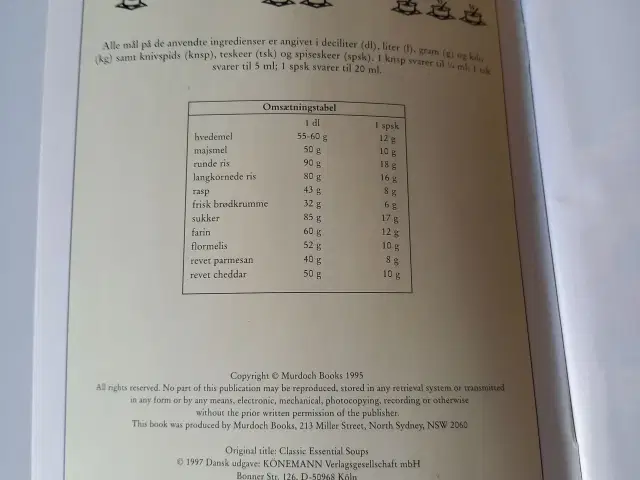 Alle mål på de anvendte ingredienser er angivet i deciliter (dl), liter (l), gram (g) og kilo
(kg) samt knivspids (knsp), teskeer (tsk) og spiseskeer (spsk). 1 knsp svarer til ¼ ml; 1 tsk
svarer til 5 ml; 1 spsk svarer til 20 ml.
Omsætningstabel
1 dl 1 spsk
hvedemel 55-60 g 12 g
majsmel 50 g 10 g
runde ris 90 g 18 g
langkornede ris 80 g 16 g
rasp 43 g 8 g
frisk brødkrumme 32 g 6 g
sukker 85 g 17 g
farin 60 g 12 g
flormelis 52 g 10 g
revet parmesan 40 g 8 g
revet cheddar 50 g 10 g
Copyright © Murdoch Books 1995
All rights reserved. No part of this publication may be reproduced, stored in any retrieval system or transmitted
in any form or by any means, electronic, mechanical, photocopying, recording or otherwise
without the prior written permission of the publisher.
This book was produced by Murdoch Books, 213 Miller Street, North Sydney, NSW 2060
Original title: Classic Essential Soups
© 1997 Dansk udgave: KÖNEMANN Verlagsgesellschaft mbH
Bonner Str. 126, D-50968 Köln